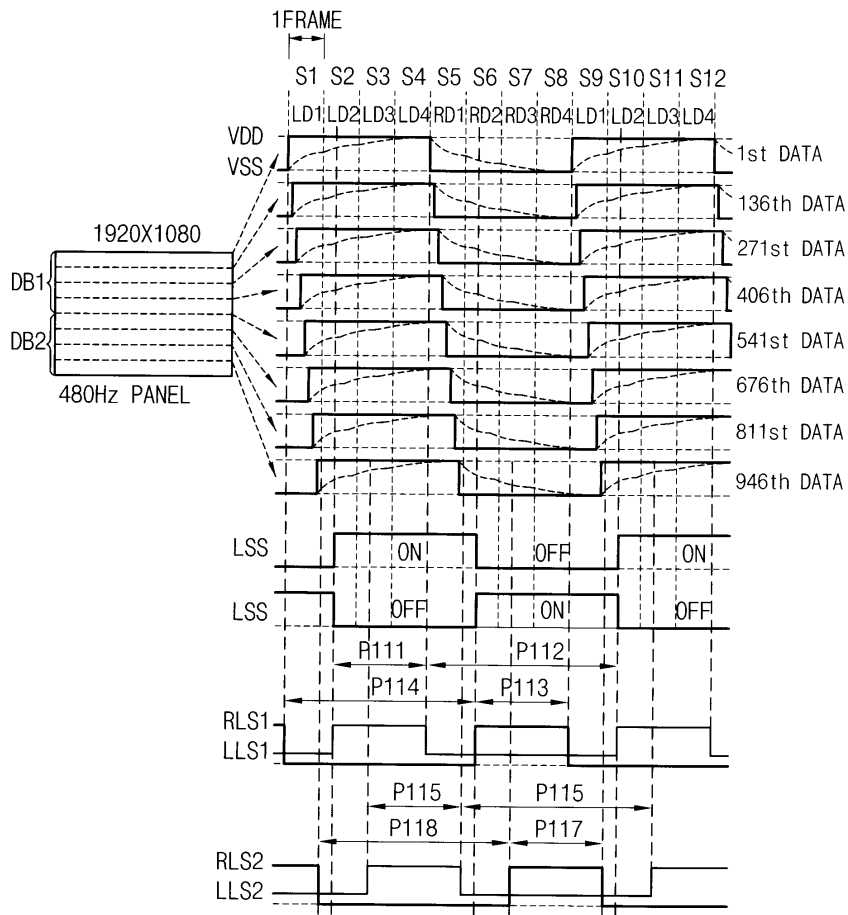 1FRAME
S1 S2 S3 S4 S5 S6 S7 S8 S9 S10 S11 S12
LD1 LD2 LD3 LD4 RD1 RD2 RD3 RD4 LD1 LD2 LD3 LD4
VDD
VSS
1st DATA
136th DATA
1920X1080
271st DATA
DB1
406th DATA
DB2
541st DATA
480Hz PANEL
676th DATA
811st DATA
946th DATA
LSS ON OFF ON
LSS OFF ON OFF
P111 P112
P114 P113
RLS1
LLS1
P115 P115
P118 P117
RLS2
LLS2